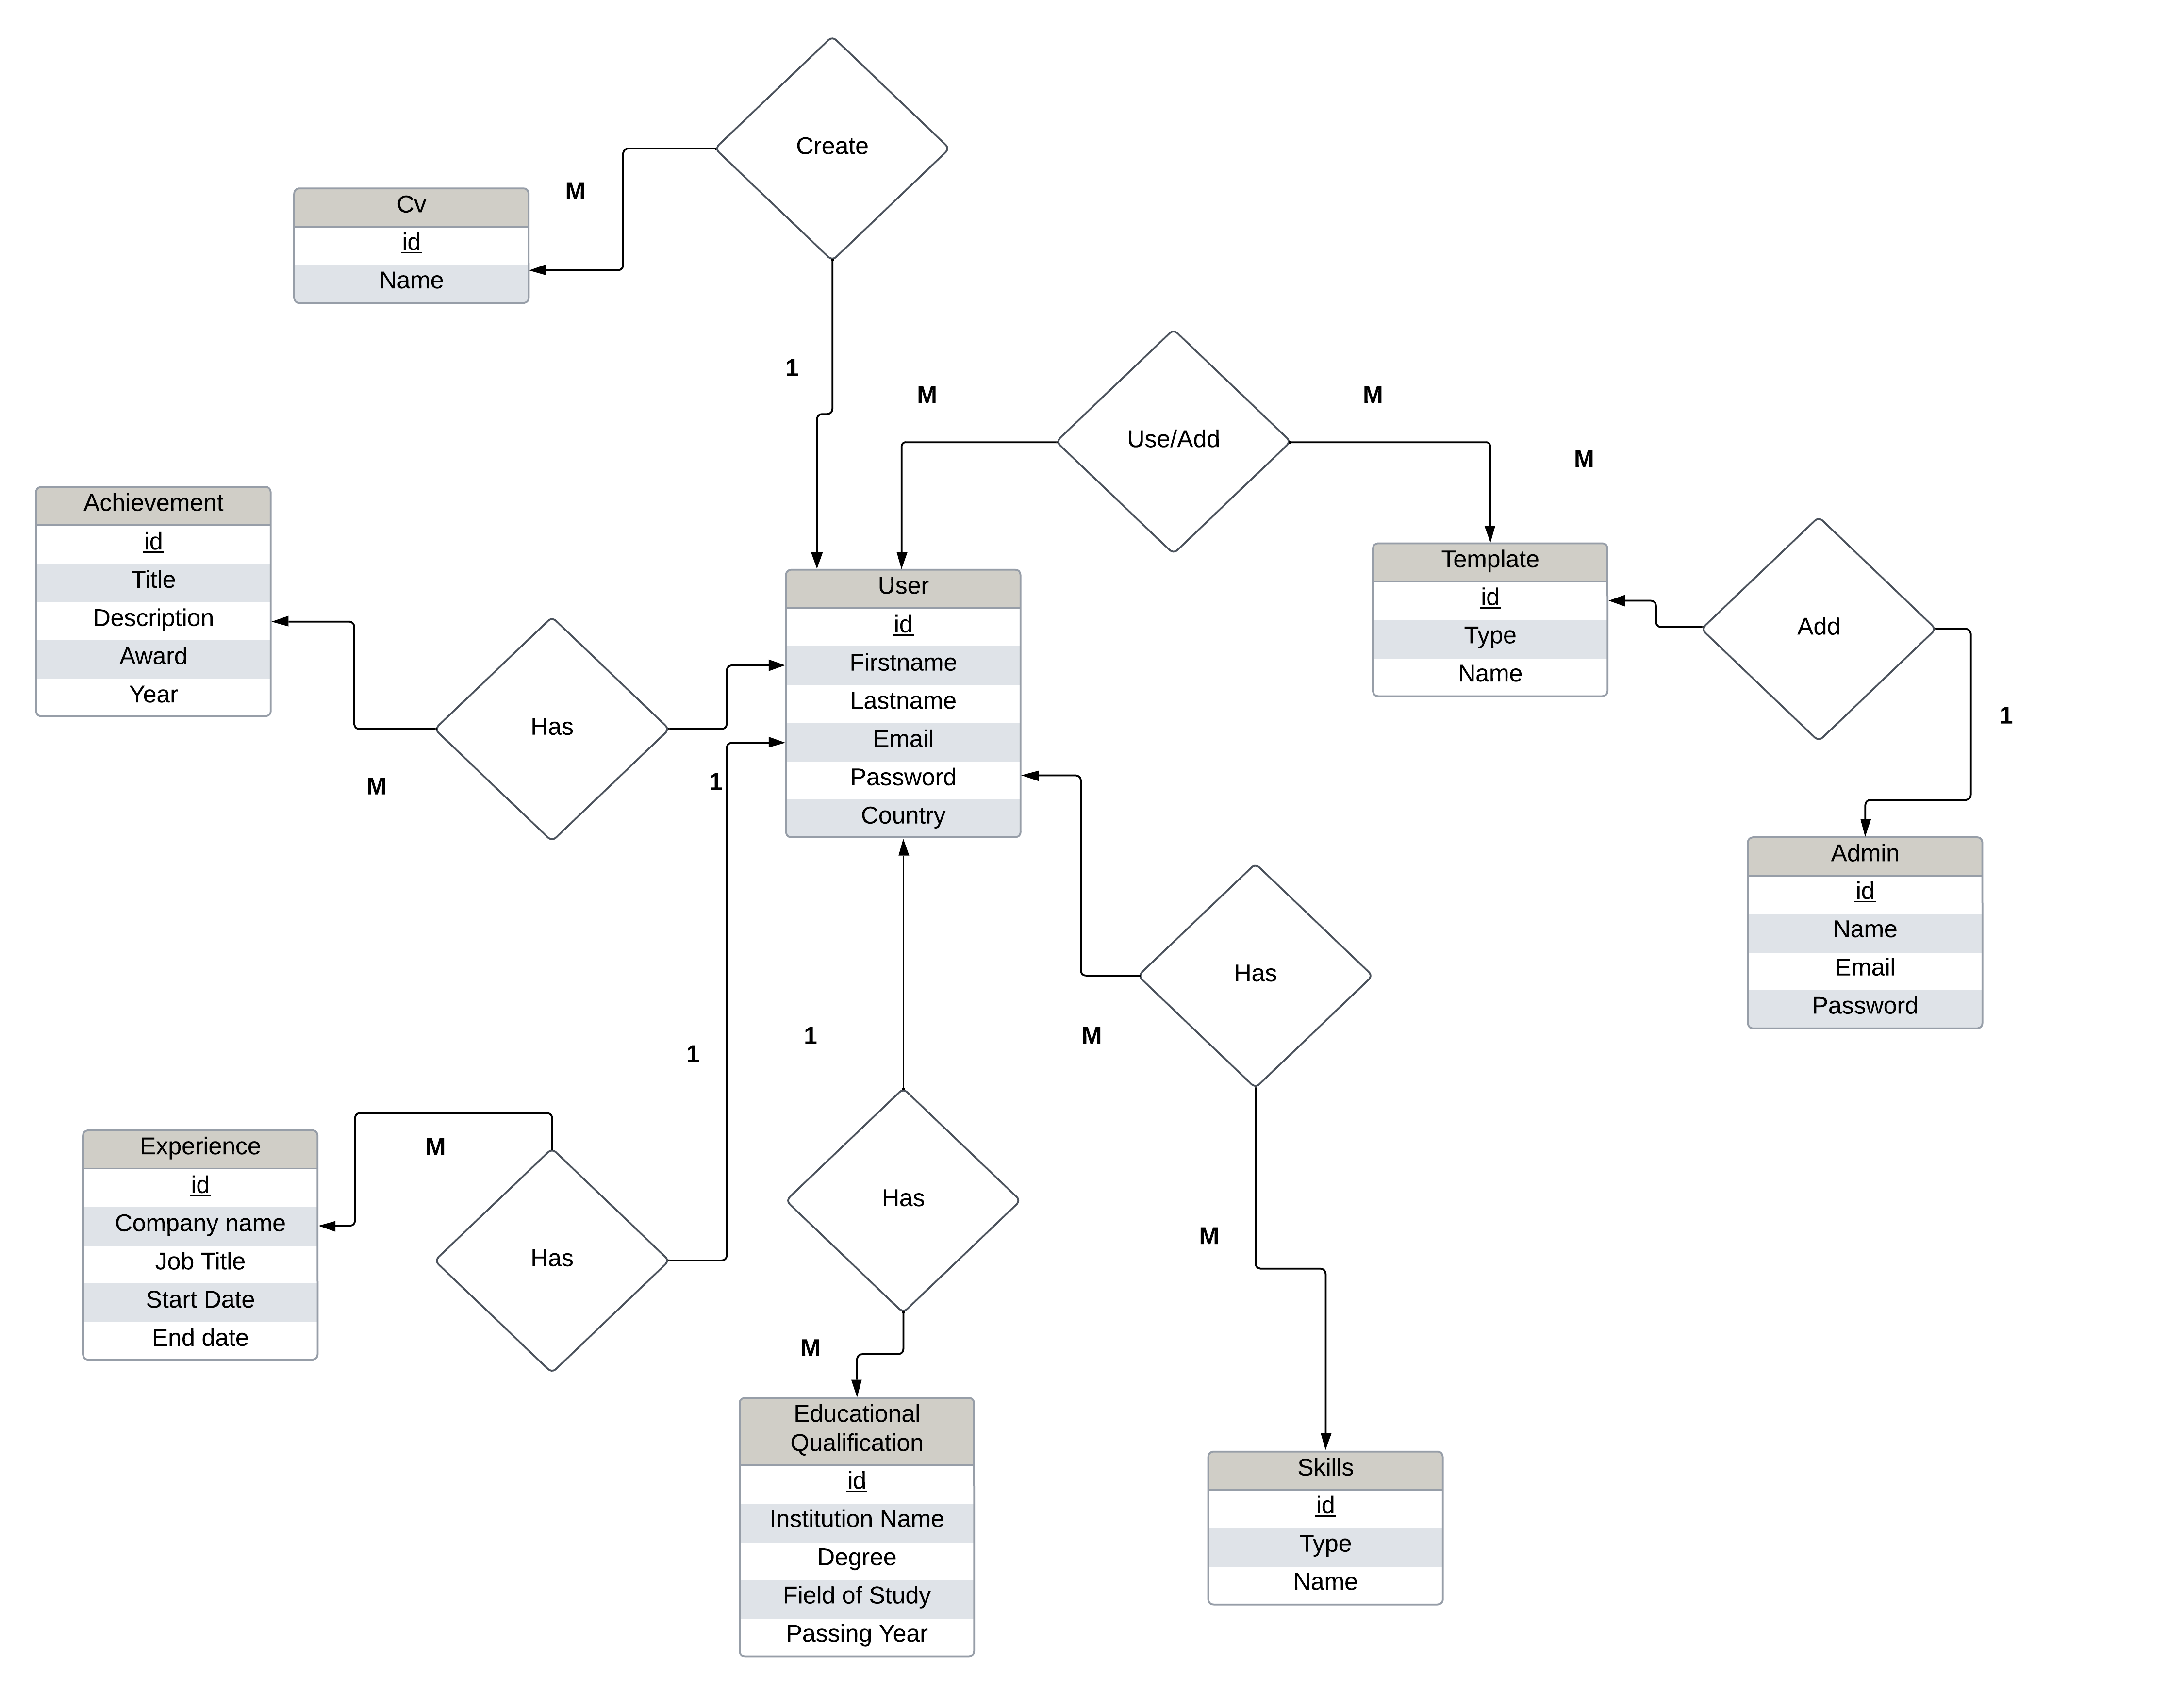 Create
M
Cv
id
Name
1
M
Use/Add
M
M
Achievement
id
Title
Description
Award
Year
User
id
Firstname
Lastname
Email
Password
Country
Template
id
Type
Name
Add
1
Has
M
1
Admin
id
Name
Email
Password
Has
M
M
1
1
Experience
id
Company name
Job Title
Start Date
End date
M
Has
Has
M
Educational
Qualification
id
Institution Name
Degree
Field of Study
Passing Year
Skills
id
Type
Name